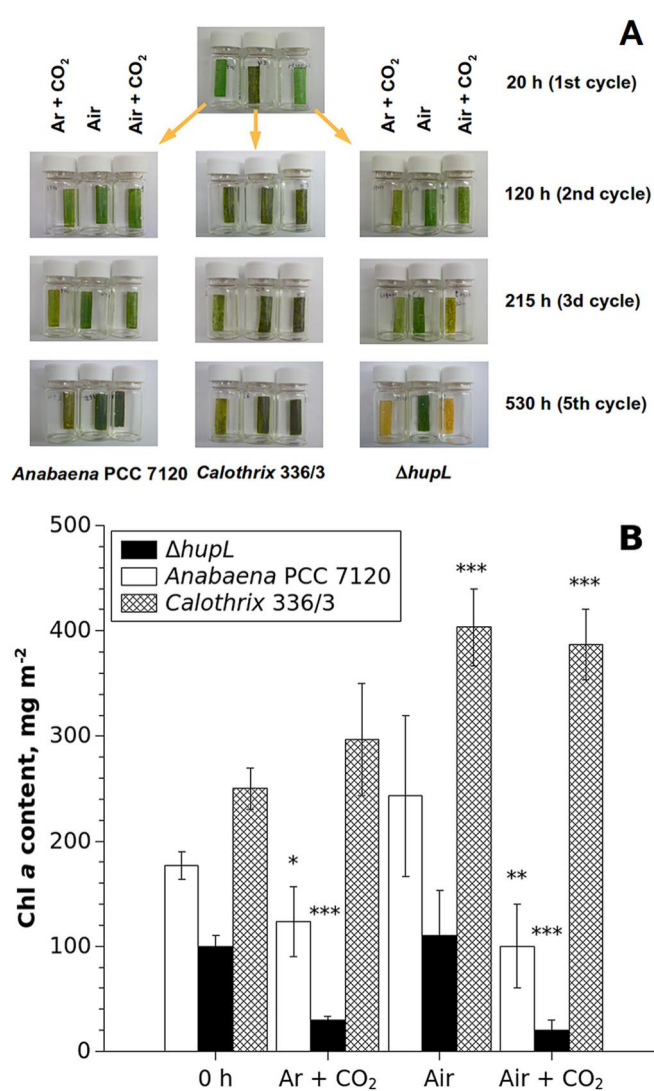 A
Ar + CO₂
Air
Air + CO₂
Ar + CO₂
Air
Air + CO₂
20 h (1st cycle)
120 h (2nd cycle)
215 h (3d cycle)
530 h (5th cycle)
Anabaena PCC 7120
Calothrix 336/3
ΔhupL
B
Chl a content, mg m⁻²
500
400
300
200
100
0
ΔhupL
Anabaena PCC 7120
Calothrix 336/3
*
***
***
**
***
***
0 h
Ar + CO₂
Air
Air + CO₂